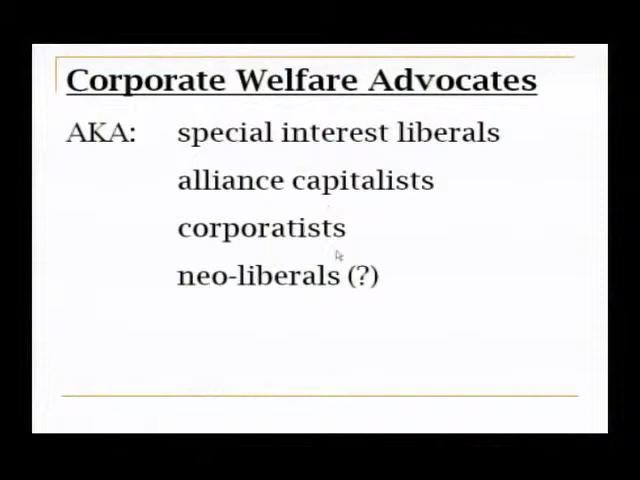 Corporate Welfare Advocates
AKA: special interest liberals
alliance capitalists
corporatists
neo-liberals (?)